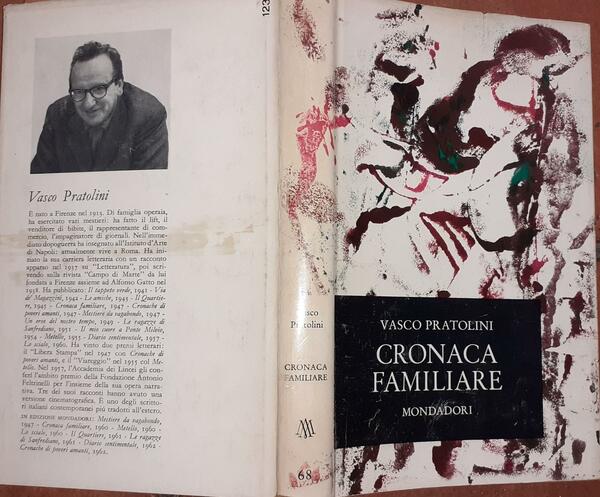 Vasco Pratolini
È nato a Firenze nel 1913. Di famiglia operaia,
ha esercitato vari mestieri: ha fatto il lift, il
venditore di bibite, il rappresentante di com-
mercio, l'impaginatore di giornali. Nell'imme-
diato dopoguerra ha insegnato all'Istituto d'Arte
di Napoli: attualmente vive a Roma. Ha ini-
ziato la sua carriera letteraria con un racconto
apparso nel 1937 su "Letteratura", poi scri-
vendo sulla rivista "Campo di Marte" da lui
fondata a Firenze assieme ad Alfonso Gatto nel
1938. Ha pubblicato: Il tappeto verde, 1941 - Via
de' Magazzini, 1942 - Le amiche, 1943 - Il Quartie-
re, 1945 - Cronaca familiare, 1947 - Cronache di
poveri amanti, 1947 - Mestiere da vagabondo, 1947 -
Un eroe del nostro tempo, 1949 - Le ragazze di
Sanfrediano, 1951 - Il mio cuore a Ponte Milvio,
1954 - Metello, 1955 - Diario sentimentale, 1957 -
Lo scialo, 1960. Ha vinto due premi letterari:
il "Libera Stampa" nel 1947 con Cronache di
poveri amanti, e il "Viareggio" nel 1955 col Me-
tello. Nel 1957, l'Accademia dei Lincei gli con-
ferì l'ambito premio della Fondazione Antonio
Feltrinelli per l'insieme della sua opera narra-
tiva. Tre dei suoi racconti hanno avuto una
versione cinematografica. È uno degli scritto-
ri italiani contemporanei più tradotti all'estero.
IN EDIZIONE MONDADORI: Mestiere da vagabondo,
1947 - Cronaca familiare, 1960 - Metello, 1960 -
Lo scialo, 1960 - Il Quartiere, 1961 - Le ragazze
di Sanfrediano, 1961 - Diario sentimentale, 1962 -
Cronache di poveri amanti, 1962.
123
Vasco
Pratolini
CRONACA
FAMILIARE
M
68
VASCO PRATOLINI
CRONACA
FAMILIARE
MONDADORI